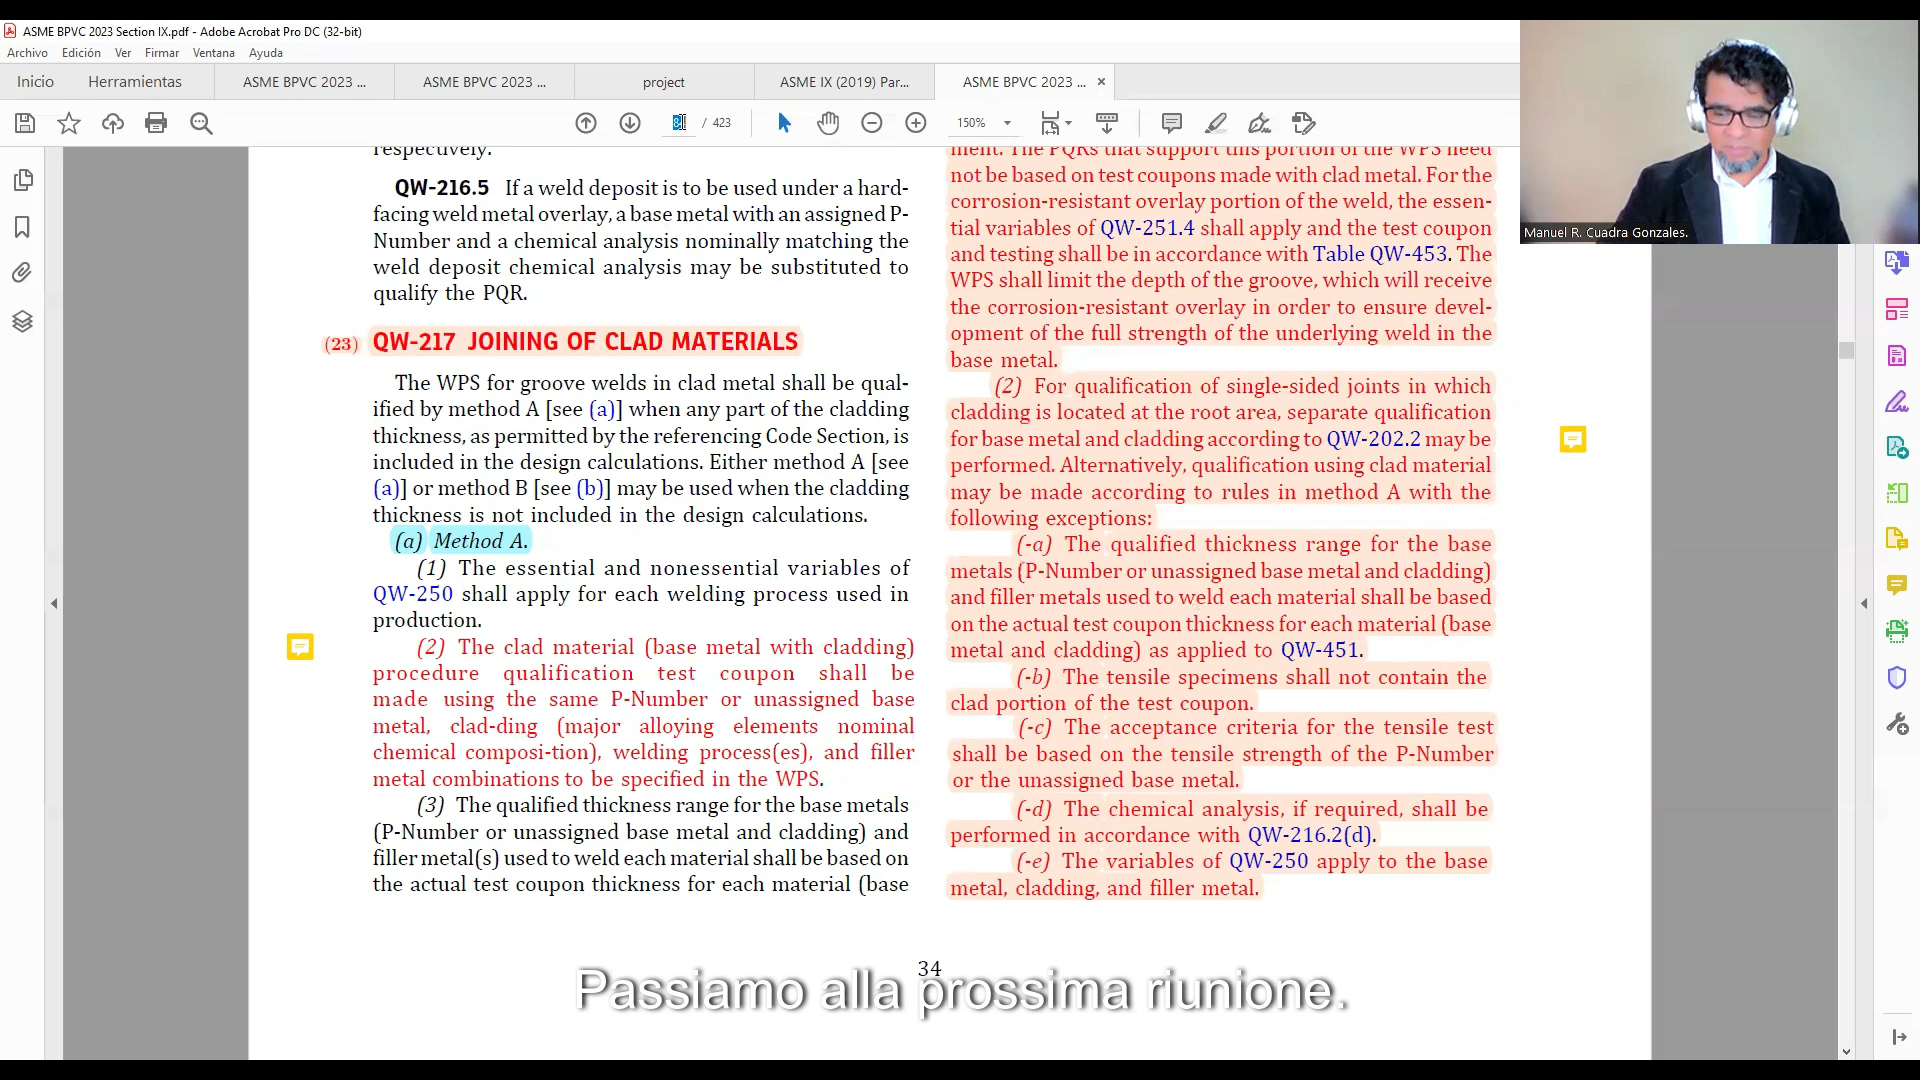 ASME BPVC 2023 Section IX.pdf - Adobe Acrobat Pro DC (32-bit)
Archivo Edición Ver Firmar Ventana Ayuda
Inicio Herramientas ASME BPVC 2023 ... ASME BPVC 2023 ... project ASME IX (2019) Par... ASME BPVC 2023 ... ×
/ 423 150%
respectively.
QW-216.5 If a weld deposit is to be used under a hard-
facing weld metal overlay, a base metal with an assigned P-
Number and a chemical analysis nominally matching the
weld deposit chemical analysis may be substituted to
qualify the PQR.
(23) QW-217 JOINING OF CLAD MATERIALS
The WPS for groove welds in clad metal shall be qual-
ified by method A [see (a)] when any part of the cladding
thickness, as permitted by the referencing Code Section, is
included in the design calculations. Either method A [see
(a)] or method B [see (b)] may be used when the cladding
thickness is not included in the design calculations.
(a) Method A.
(1) The essential and nonessential variables of
QW-250 shall apply for each welding process used in
production.
(2) The clad material (base metal with cladding)
procedure qualification test coupon shall be
made using the same P-Number or unassigned base
metal, clad-ding (major alloying elements nominal
chemical composi-tion), welding process(es), and filler
metal combinations to be specified in the WPS.
(3) The qualified thickness range for the base metals
(P-Number or unassigned base metal and cladding) and
filler metal(s) used to weld each material shall be based on
the actual test coupon thickness for each material (base
ment. The PQRs that support this portion of the WPS need
not be based on test coupons made with clad metal. For the
corrosion-resistant overlay portion of the weld, the essen-
tial variables of QW-251.4 shall apply and the test coupon
and testing shall be in accordance with Table QW-453. The
WPS shall limit the depth of the groove, which will receive
the corrosion-resistant overlay in order to ensure devel-
opment of the full strength of the underlying weld in the
base metal.
(2) For qualification of single-sided joints in which
cladding is located at the root area, separate qualification
for base metal and cladding according to QW-202.2 may be
performed. Alternatively, qualification using clad material
may be made according to rules in method A with the
following exceptions:
(-a) The qualified thickness range for the base
metals (P-Number or unassigned base metal and cladding)
and filler metals used to weld each material shall be based
on the actual test coupon thickness for each material (base
metal and cladding) as applied to QW-451.
(-b) The tensile specimens shall not contain the
clad portion of the test coupon.
(-c) The acceptance criteria for the tensile test
shall be based on the tensile strength of the P-Number
or the unassigned base metal.
(-d) The chemical analysis, if required, shall be
performed in accordance with QW-216.2(d).
(-e) The variables of QW-250 apply to the base
metal, cladding, and filler metal.
34
Manuel R. Cuadra Gonzales.
Passiamo alla prossima riunione.